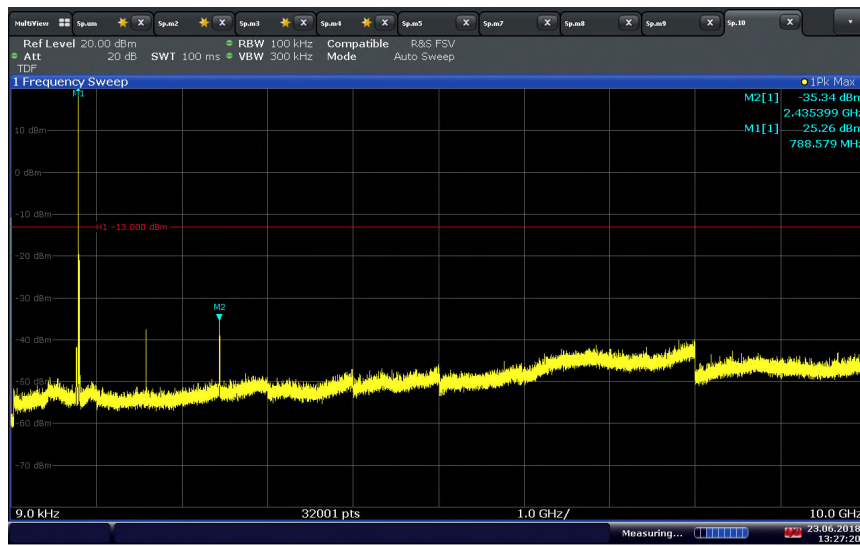 MultiView Sp.um X Sp.m2 X Sp.m3 X Sp.m4 X Sp.m5 X Sp.m7 X Sp.m8 X Sp.m9 X Sp.10 X
Ref Level 20.00 dBm RBW 100 kHz Compatible R&S FSV
Att 20 dB SWT 100 ms VBW 300 kHz Mode Auto Sweep
TDF
1 Frequency Sweep 1Pk Max
M1
M2[1] -35.34 dBm
2.435399 GHz
10 dBm M1[1] 25.26 dBm
788.579 MHz
0 dBm
-10 dBm
H1 -13.000 dBm
-20 dBm
-30 dBm
M2
-40 dBm
-50 dBm
-60 dBm
-70 dBm
9.0 kHz 32001 pts 1.0 GHz/ 10.0 GHz
Measuring... 23.06.2018
13:27:20